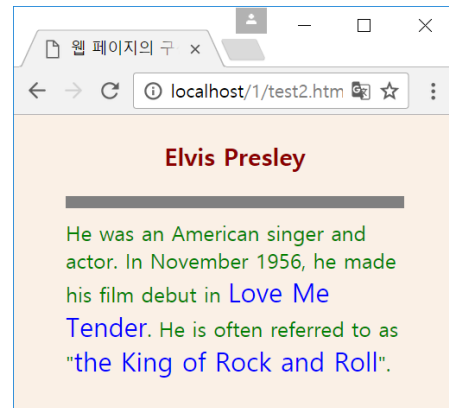 웹 페이지의 구
localhost/1/test2.htm
Elvis Presley
He was an American singer and
actor. In November 1956, he made
his film debut in Love Me
Tender. He is often referred to as
"the King of Rock and Roll".